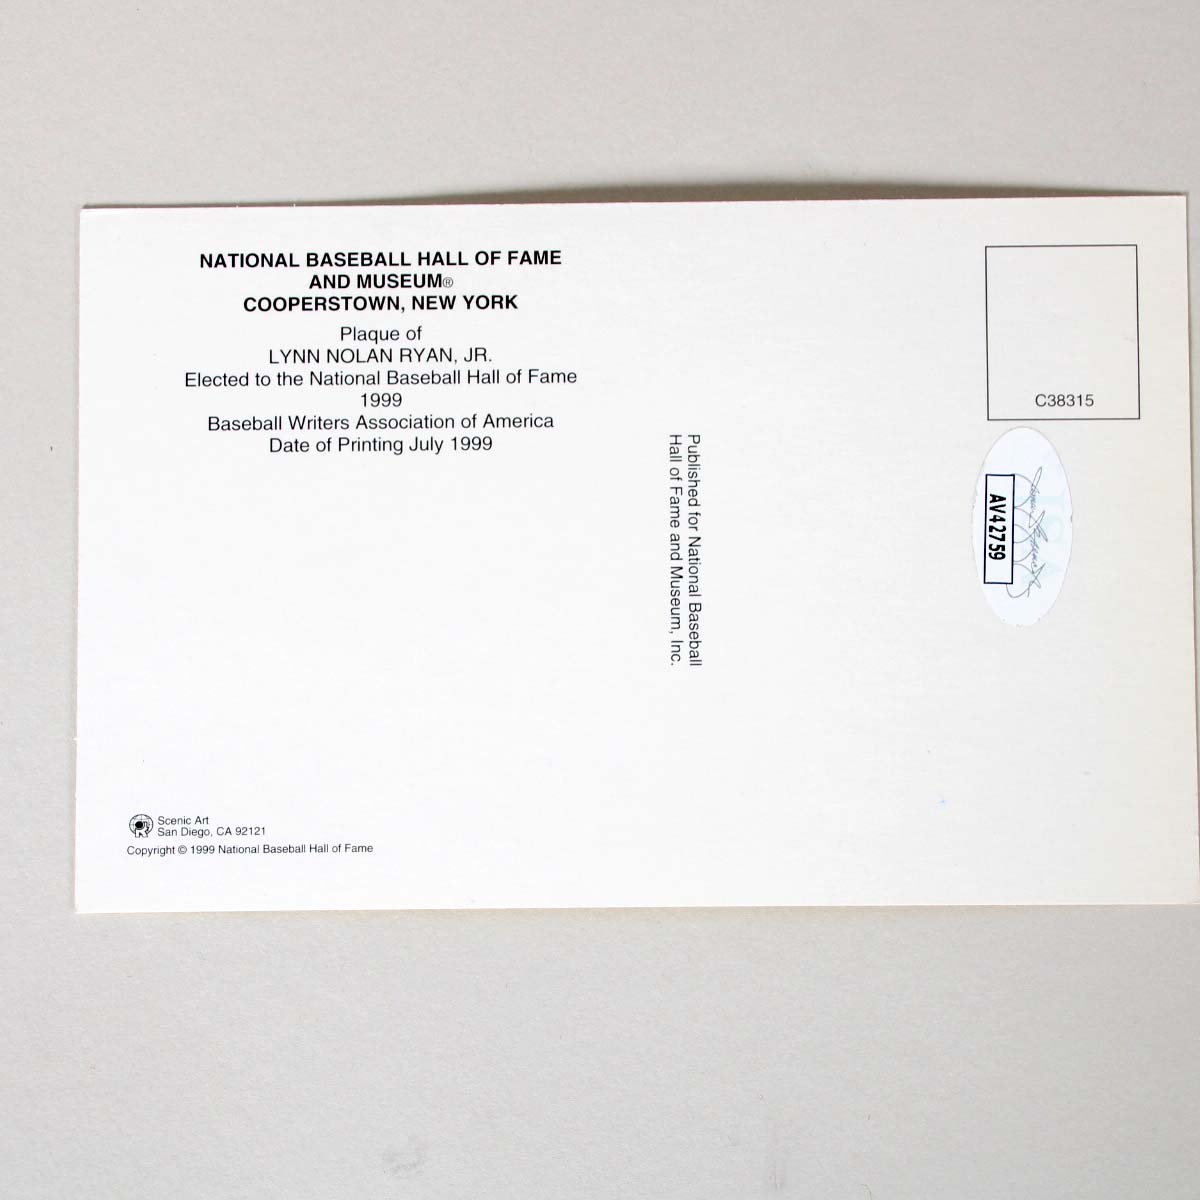 NATIONAL BASEBALL HALL OF FAME
AND MUSEUM®
COOPERSTOWN, NEW YORK
Plaque of
LYNN NOLAN RYAN, JR.
Elected to the National Baseball Hall of Fame
1999
Baseball Writers Association of America
Date of Printing July 1999
C38315
Published for National Baseball
Hall of Fame and Museum, Inc.
AV42759
Scenic Art
San Diego, CA 92121
Copyright © 1999 National Baseball Hall of Fame